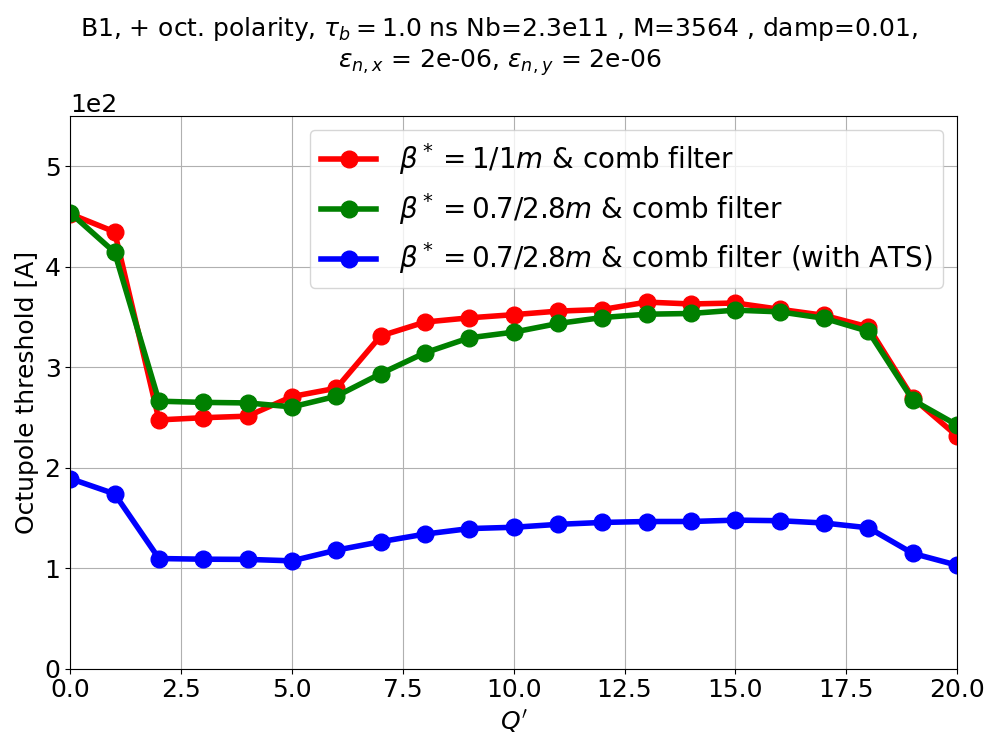 B1, + oct. polarity, τ_b = 1.0 ns Nb=2.3e11 , M=3564 , damp=0.01,
ε_{n,x} = 2e-06, ε_{n,y} = 2e-06
1e2
β* = 1/1m & comb filter
β* = 0.7/2.8m & comb filter
β* = 0.7/2.8m & comb filter (with ATS)
Octupole threshold [A]
5
4
3
2
1
0
0.0 2.5 5.0 7.5 10.0 12.5 15.0 17.5 20.0
Q′